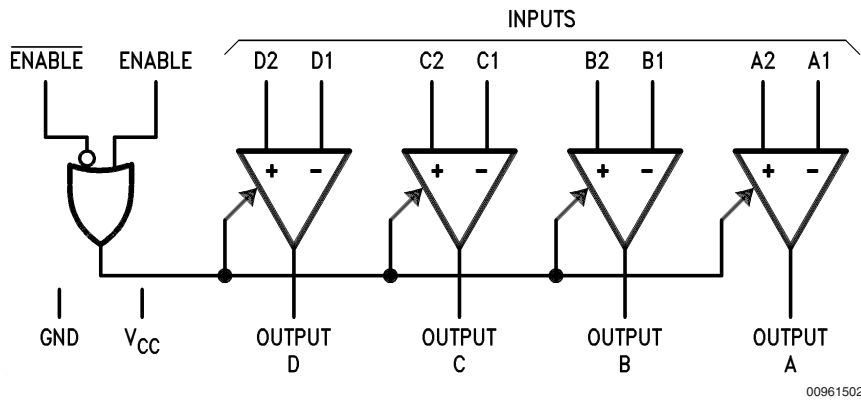 INPUTS
ENABLE ENABLE D2 D1 C2 C1 B2 B1 A2 A1
+ - + - + - + -
GND VCC OUTPUT D OUTPUT C OUTPUT B OUTPUT A
00961502